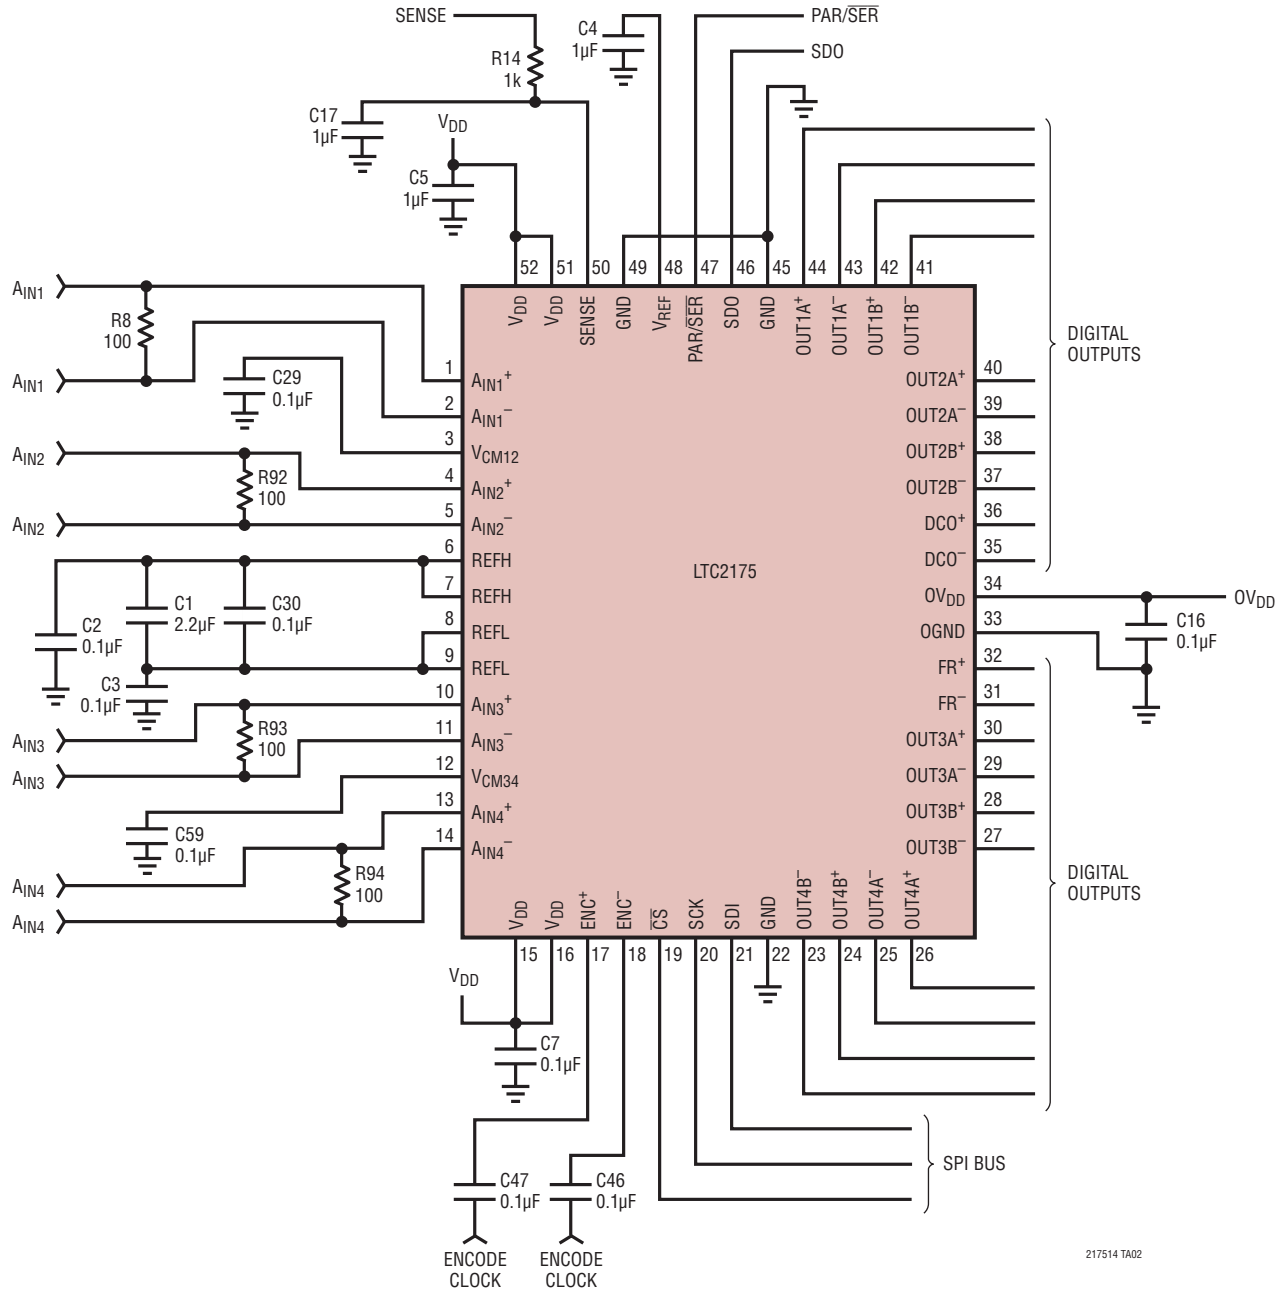 SENSE
R14
1k
C4
1µF
PAR/SER
SDO
C17
1µF
VDD
C5
1µF
52 51 50 49 48 47 46 45 44 43 42 41
VDD VDD SENSE GND VREF PAR/SER SDO GND OUT1A+ OUT1A– OUT1B+ OUT1B–
AIN1
R8
100
AIN1
C29
0.1µF
AIN2
R92
100
AIN2
C2
0.1µF
C1
2.2µF
C30
0.1µF
C3
0.1µF
AIN3
R93
100
AIN3
C59
0.1µF
AIN4
R94
100
AIN4
1 AIN1+
2 AIN1–
3 VCM12
4 AIN2+
5 AIN2–
6 REFH
7 REFH
8 REFL
9 REFL
10 AIN3+
11 AIN3–
12 VCM34
13 AIN4+
14 AIN4–
LTC2175
OUT2A+ 40
OUT2A– 39
OUT2B+ 38
OUT2B– 37
DCO+ 36
DCO– 35
OVDD 34
OGND 33
FR+ 32
FR– 31
OUT3A+ 30
OUT3A– 29
OUT3B+ 28
OUT3B– 27
DIGITAL
OUTPUTS
OVDD
C16
0.1µF
DIGITAL
OUTPUTS
VDD VDD ENC+ ENC– CS SCK SDI GND OUT4B– OUT4B+ OUT4A– OUT4A+
15 16 17 18 19 20 21 22 23 24 25 26
VDD
C7
0.1µF
C47
0.1µF
C46
0.1µF
SPI BUS
ENCODE
CLOCK
ENCODE
CLOCK
217514 TA02